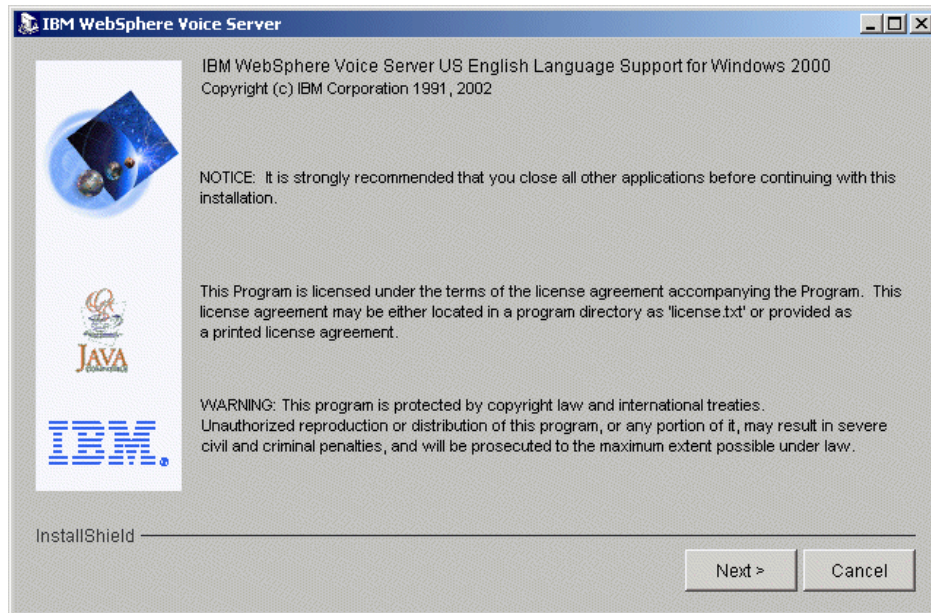 IBM WebSphere Voice Server
IBM WebSphere Voice Server US English Language Support for Windows 2000
Copyright (c) IBM Corporation 1991, 2002
NOTICE: It is strongly recommended that you close all other applications before continuing with this
installation.
This Program is licensed under the terms of the license agreement accompanying the Program. This
license agreement may be either located in a program directory as 'license.txt' or provided as
a printed license agreement.
JAVA
COMPATIBLE
IBM.
WARNING: This program is protected by copyright law and international treaties.
Unauthorized reproduction or distribution of this program, or any portion of it, may result in severe
civil and criminal penalties, and will be prosecuted to the maximum extent possible under law.
InstallShield
Next >
Cancel